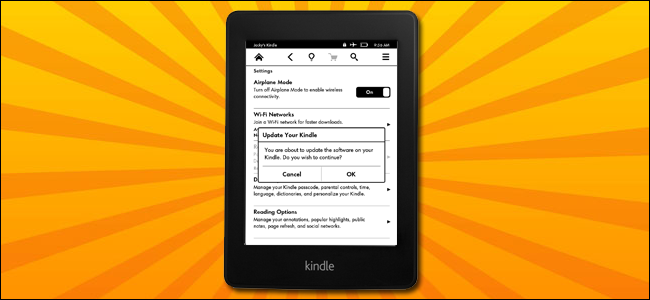 Jocky's Kindle
9:26 AM
Settings
Airplane Mode
Turn off Airplane Mode to enable wireless
connectivity.
On
Wi-Fi Networks
Join a Wi-Fi network for faster downloads.
Update Your Kindle
You are about to update the software on your
Kindle. Do you wish to continue?
Cancel OK
Manage your Kindle passcode, parental controls, time,
language, dictionaries, and personalize your Kindle.
Reading Options
Manage your annotations, popular highlights, public
notes, page refresh, and social networks.
kindle